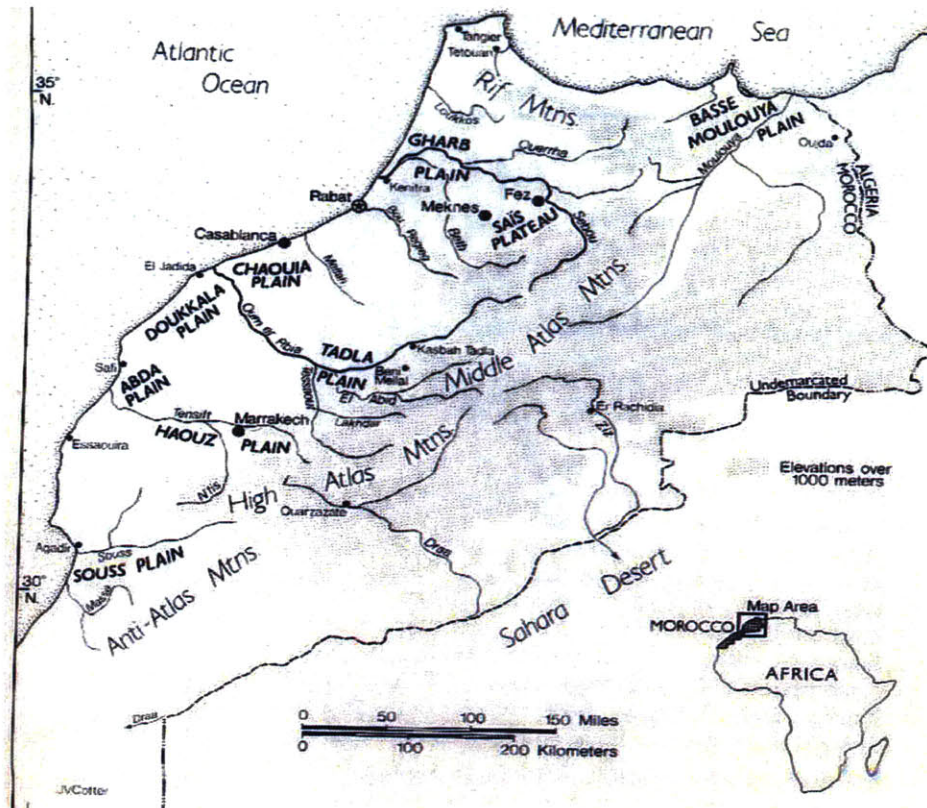 Atlantic
Ocean
Mediterranean Sea
35°
N.
Tangier
Tetouan
Rif Mtns.
Loukkos
BASSE
MOULOUYA
PLAIN
Moulouya
Oujda
ALGERIA
MOROCCO
GHARB
PLAIN
Ouerrha
Kenitra
Rabat
Fez
Meknes
SAÏS
PLATEAU
Sebou
Bou Regreg
Beth
Casablanca
El Jadida
CHAOUIA
PLAIN
Mellah
DOUKKALA
PLAIN
Oum er Rbia
TADLA
PLAIN
Kasbah Tadla
Beni
Mellal
El Abid
Middle Atlas Mtns
Safi
ABDA
PLAIN
Tensift
Tessaout
Lakhdar
Marrakech
HAOUZ
PLAIN
Essaouira
Nfis
High Atlas Mtns
Er Rachidia
Ziz
Undemarcated
Boundary
Elevations over
1000 meters
Ouarzazate
Draa
Agadir
Souss
SOUSS PLAIN
Massa
30°
N.
Anti-Atlas Mtns
Sahara Desert
Map Area
MOROCCO
AFRICA
Draa
0 50 100 150 Miles
0 100 200 Kilometers
JVCotter